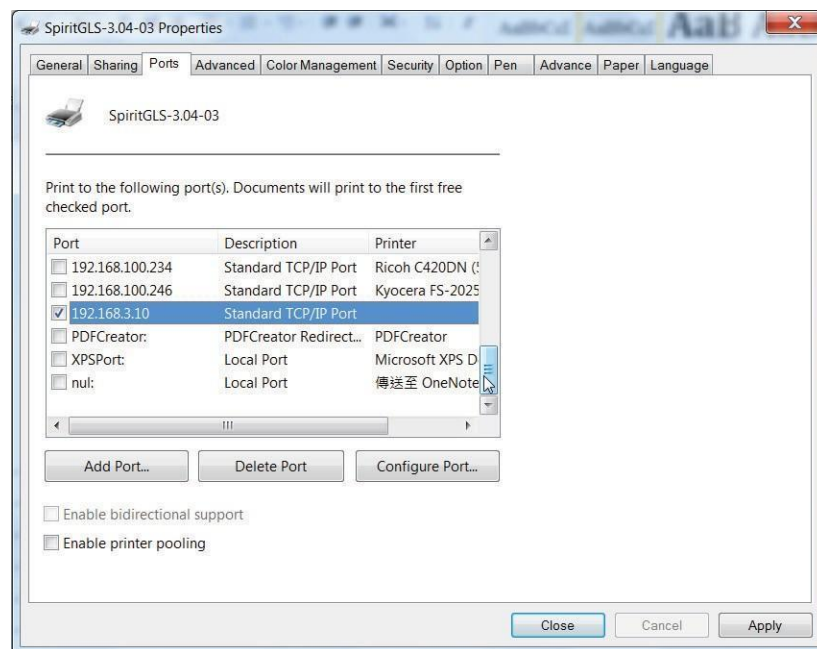 SpiritGLS-3.04-03 Properties
General Sharing Ports Advanced Color Management Security Option Pen Advance Paper Language
SpiritGLS-3.04-03
Print to the following port(s). Documents will print to the first free
checked port.
Port Description Printer
192.168.100.234 Standard TCP/IP Port Ricoh C420DN (
192.168.100.246 Standard TCP/IP Port Kyocera FS-2025
192.168.3.10 Standard TCP/IP Port
PDFCreator: PDFCreator Redirect... PDFCreator
XPSPort: Local Port Microsoft XPS D
nul: Local Port 傳送至 OneNote
Add Port... Delete Port Configure Port...
Enable bidirectional support
Enable printer pooling
Close Cancel Apply